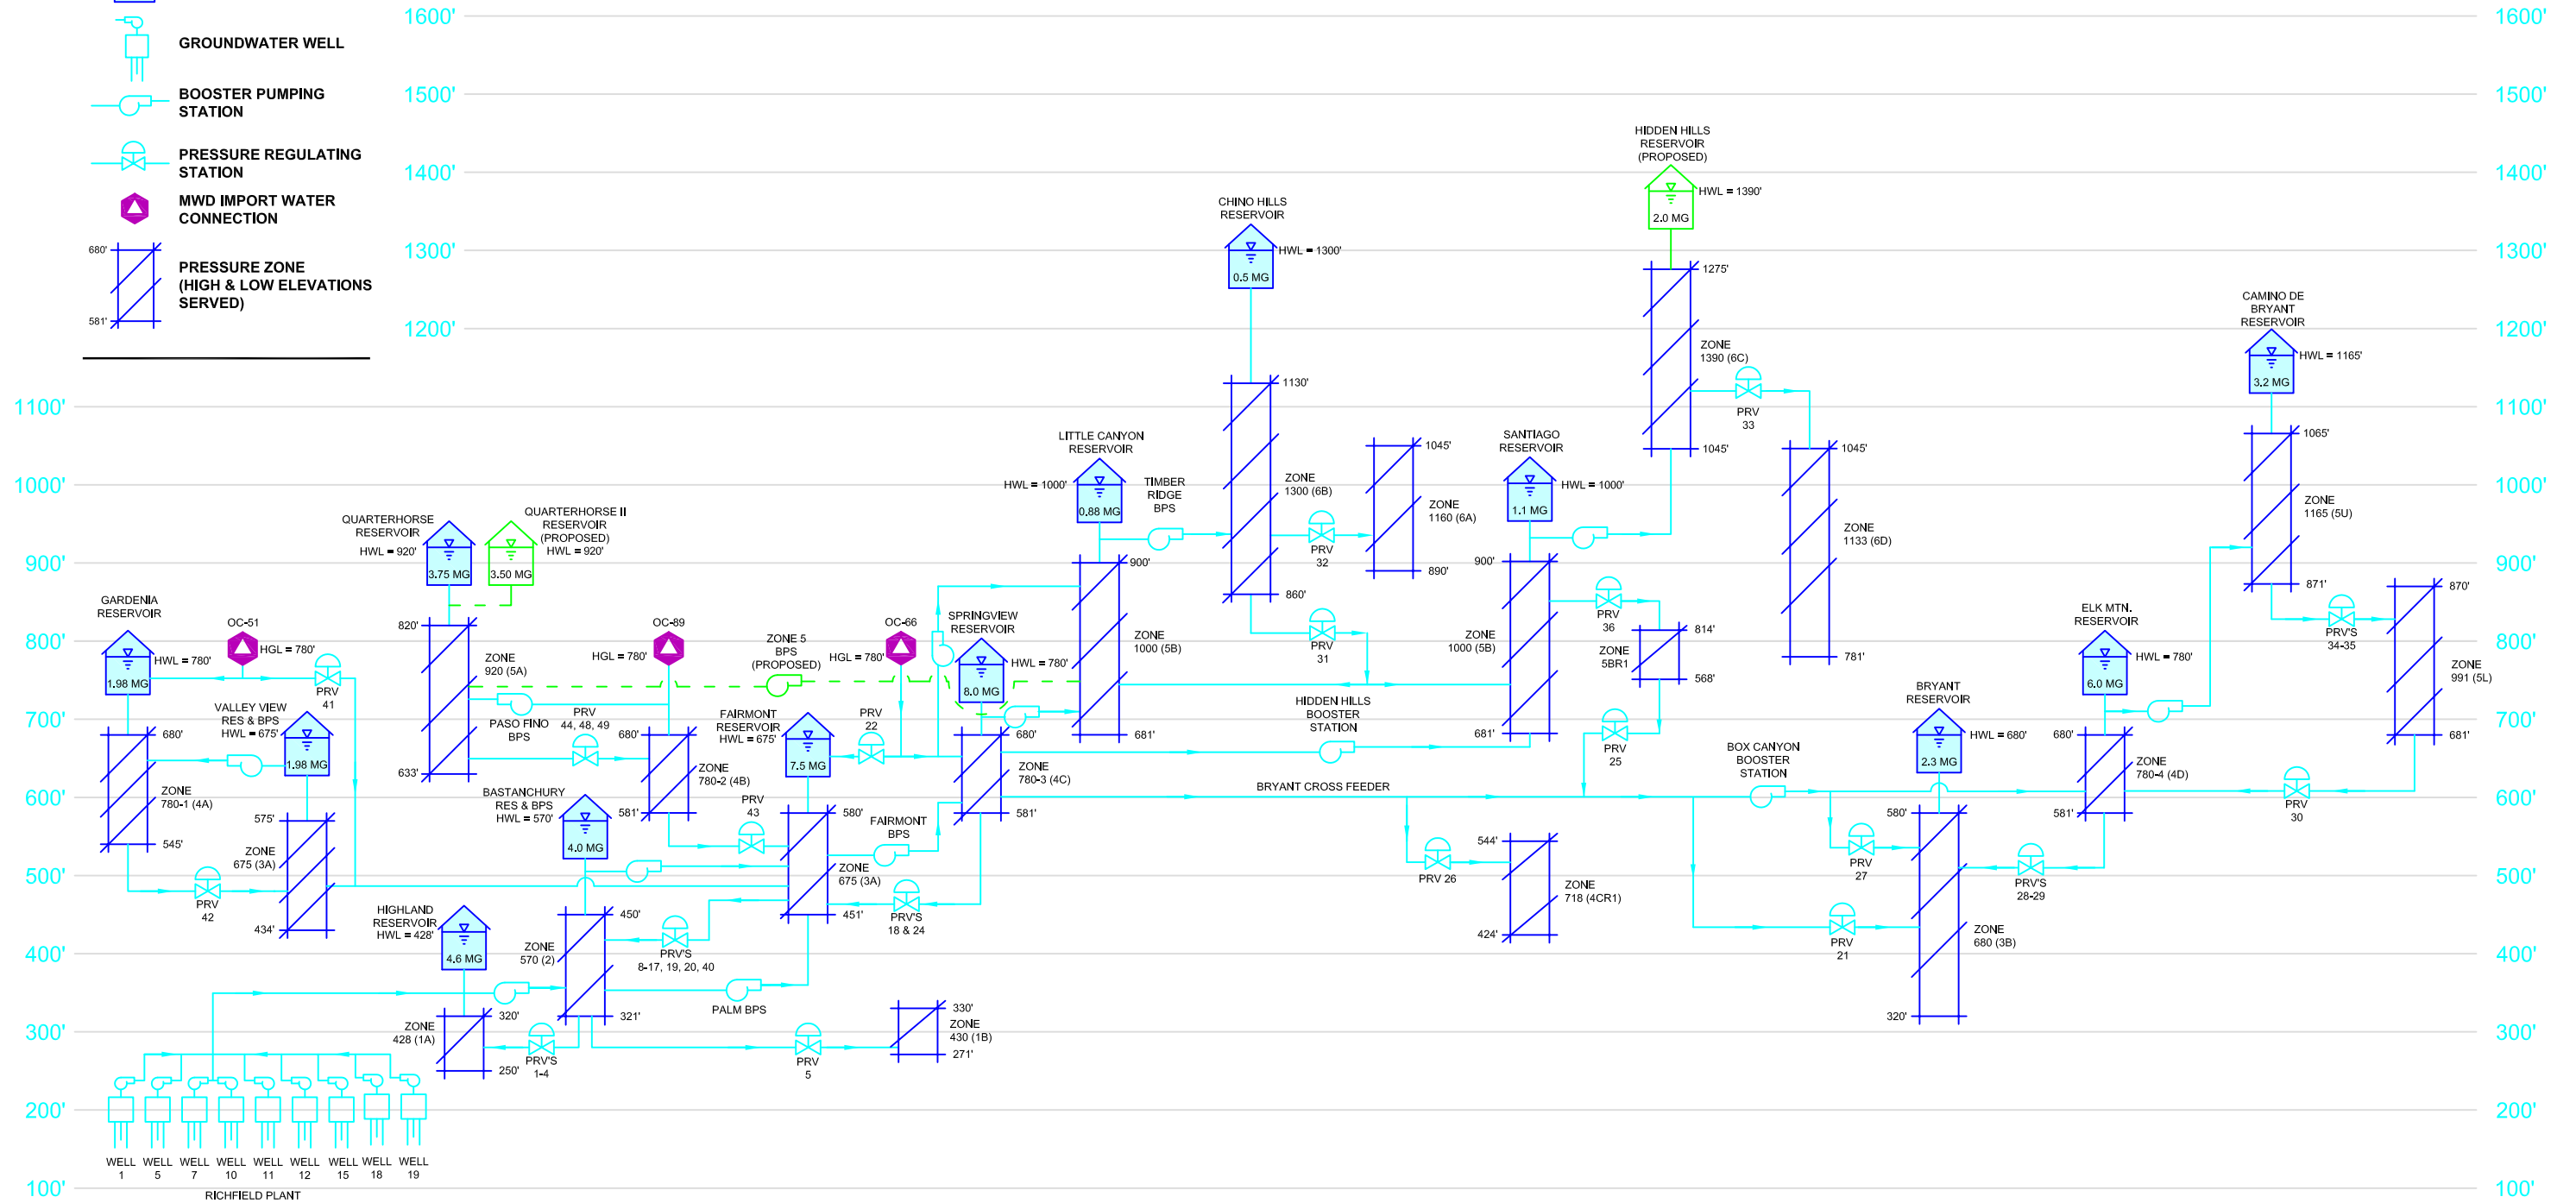 GROUNDWATER WELL
BOOSTER PUMPING
STATION
PRESSURE REGULATING
STATION
MWD IMPORT WATER
CONNECTION
680'
PRESSURE ZONE
(HIGH & LOW ELEVATIONS
SERVED)
581'
1600'
1500'
1400'
1300'
1200'
1100'
1000'
900'
800'
700'
600'
500'
400'
300'
200'
100'
1600'
1500'
1400'
1300'
1200'
1100'
1000'
900'
800'
700'
600'
500'
400'
300'
200'
100'
GARDENIA
RESERVOIR
HWL = 780'
1.98 MG
680'
ZONE
780-1 (4A)
545'
PRV
42
OC-51
HGL = 780'
PRV
41
VALLEY VIEW
RES & BPS
HWL = 675'
1.98 MG
575'
ZONE
675 (3A)
434'
QUARTERHORSE
RESERVOIR
HWL = 920'
3.75 MG
QUARTERHORSE II
RESERVOIR
(PROPOSED)
HWL = 920'
3.50 MG
820'
ZONE
920 (5A)
633'
PASO FINO
BPS
PRV
44, 48, 49
OC-89
HGL = 780'
680'
ZONE
780-2 (4B)
581'
PRV
43
ZONE 5
BPS
(PROPOSED)
HIGHLAND
RESERVOIR
HWL = 428'
4.6 MG
320'
ZONE
428 (1A)
250'
PRV'S
1-4
BASTANCHURY
RES & BPS
HWL = 570'
4.0 MG
450'
ZONE
570 (2)
321'
PRV'S
8-17, 19, 20, 40
PALM BPS
PRV
5
330'
ZONE
430 (1B)
271'
FAIRMONT
RESERVOIR
HWL = 675'
7.5 MG
580'
ZONE
675 (3A)
451'
FAIRMONT
BPS
PRV'S
18 & 24
OC-66
HGL = 780'
PRV
22
SPRINGVIEW
RESERVOIR
HWL = 780'
8.0 MG
680'
ZONE
780-3 (4C)
581'
LITTLE CANYON
RESERVOIR
HWL = 1000'
0.88 MG
900'
ZONE
1000 (5B)
681'
TIMBER
RIDGE
BPS
CHINO HILLS
RESERVOIR
HWL = 1300'
0.5 MG
1130'
ZONE
1300 (6B)
860'
PRV
32
PRV
31
1045'
ZONE
1160 (6A)
890'
HIDDEN HILLS
BOOSTER
STATION
BRYANT CROSS FEEDER
PRV 26
544'
ZONE
718 (4CR1)
424'
SANTIAGO
RESERVOIR
HWL = 1000'
1.1 MG
900'
ZONE
1000 (5B)
681'
PRV
36
814'
ZONE
5BR1
568'
PRV
25
HIDDEN HILLS
RESERVOIR
(PROPOSED)
HWL = 1390'
2.0 MG
1275'
ZONE
1390 (6C)
1045'
PRV
33
1045'
ZONE
1133 (6D)
781'
BOX CANYON
BOOSTER
STATION
PRV
27
PRV
21
BRYANT
RESERVOIR
HWL = 680'
2.3 MG
580'
ZONE
680 (3B)
320'
PRV'S
28-29
ELK MTN.
RESERVOIR
HWL = 780'
6.0 MG
680'
ZONE
780-4 (4D)
581'
CAMINO DE
BRYANT
RESERVOIR
HWL = 1165'
3.2 MG
1065'
ZONE
1165 (5U)
871'
PRV'S
34-35
870'
ZONE
991 (5L)
681'
PRV
30
WELL
1
WELL
5
WELL
7
WELL
10
WELL
11
WELL
12
WELL
15
WELL
18
WELL
19
RICHFIELD PLANT